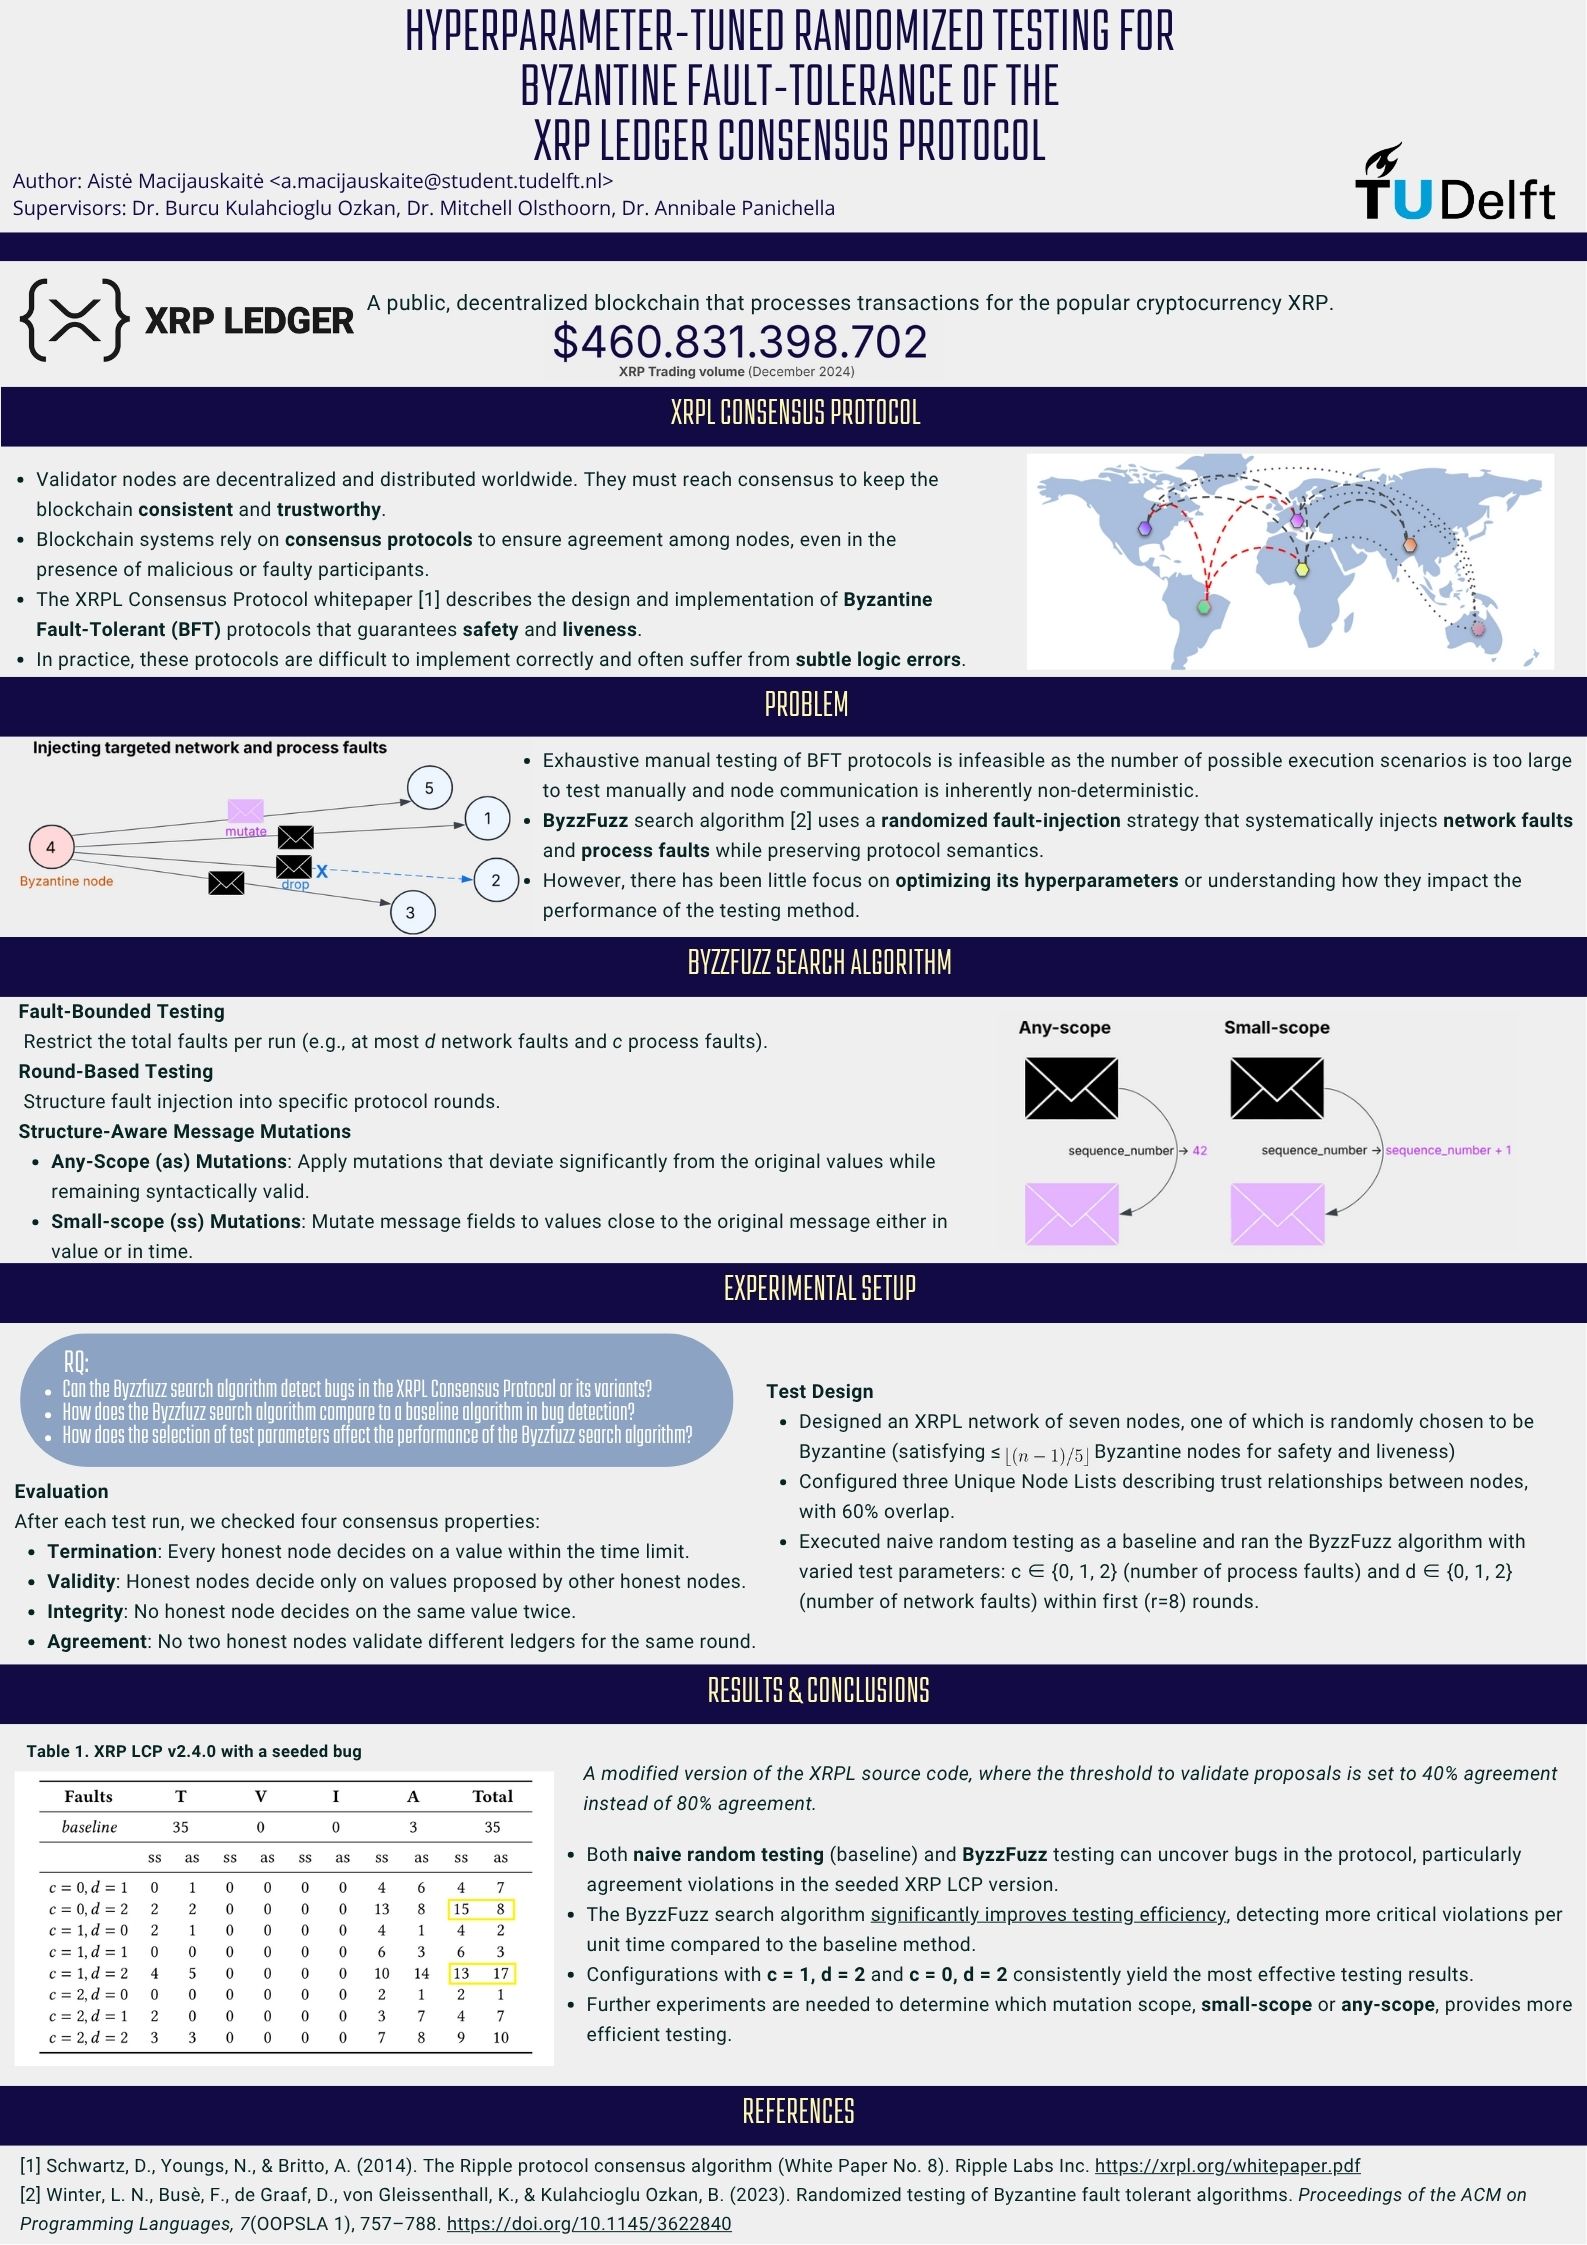 HYPERPARAMETER-TUNED RANDOMIZED TESTING FOR
BYZANTINE FAULT-TOLERANCE OF THE
XRP LEDGER CONSENSUS PROTOCOL
Author: Aistė Macijauskaitė <a.macijauskaite@student.tudelft.nl>
Supervisors: Dr. Burcu Kulahcioglu Ozkan, Dr. Mitchell Olsthoorn, Dr. Annibale Panichella
TU Delft
XRP LEDGER
A public, decentralized blockchain that processes transactions for the popular cryptocurrency XRP.
$460.831.398.702
XRP Trading volume (December 2024)
XRPL CONSENSUS PROTOCOL
• Validator nodes are decentralized and distributed worldwide. They must reach consensus to keep the
blockchain consistent and trustworthy.
• Blockchain systems rely on consensus protocols to ensure agreement among nodes, even in the
presence of malicious or faulty participants.
• The XRPL Consensus Protocol whitepaper [1] describes the design and implementation of Byzantine
Fault-Tolerant (BFT) protocols that guarantees safety and liveness.
• In practice, these protocols are difficult to implement correctly and often suffer from subtle logic errors.
PROBLEM
Injecting targeted network and process faults
5
mutate
1
4
Byzantine node
X
drop
2
3
• Exhaustive manual testing of BFT protocols is infeasible as the number of possible execution scenarios is too large
to test manually and node communication is inherently non-deterministic.
• ByzzFuzz search algorithm [2] uses a randomized fault-injection strategy that systematically injects network faults
and process faults while preserving protocol semantics.
• However, there has been little focus on optimizing its hyperparameters or understanding how they impact the
performance of the testing method.
BYZZFUZZ SEARCH ALGORITHM
Fault-Bounded Testing
Restrict the total faults per run (e.g., at most d network faults and c process faults).
Round-Based Testing
Structure fault injection into specific protocol rounds.
Structure-Aware Message Mutations
• Any-Scope (as) Mutations: Apply mutations that deviate significantly from the original values while
remaining syntactically valid.
• Small-scope (ss) Mutations: Mutate message fields to values close to the original message either in
value or in time.
Any-scope Small-scope
sequence_number → 42
sequence_number → sequence_number + 1
EXPERIMENTAL SETUP
RQ:
• Can the Byzzfuzz search algorithm detect bugs in the XRPL Consensus Protocol or its variants?
• How does the Byzzfuzz search algorithm compare to a baseline algorithm in bug detection?
• How does the selection of test parameters affect the performance of the Byzzfuzz search algorithm?
Evaluation
After each test run, we checked four consensus properties:
• Termination: Every honest node decides on a value within the time limit.
• Validity: Honest nodes decide only on values proposed by other honest nodes.
• Integrity: No honest node decides on the same value twice.
• Agreement: No two honest nodes validate different ledgers for the same round.
Test Design
• Designed an XRPL network of seven nodes, one of which is randomly chosen to be
Byzantine (satisfying ≤ ⌊(n − 1)/5⌋ Byzantine nodes for safety and liveness)
• Configured three Unique Node Lists describing trust relationships between nodes,
with 60% overlap.
• Executed naive random testing as a baseline and ran the ByzzFuzz algorithm with
varied test parameters: c ∈ {0, 1, 2} (number of process faults) and d ∈ {0, 1, 2}
(number of network faults) within first (r=8) rounds.
RESULTS & CONCLUSIONS
Table 1. XRP LCP v2.4.0 with a seeded bug
Faults T V I A Total
baseline 35 0 0 3 35
ss as ss as ss as ss as ss as
c = 0, d = 1 0 1 0 0 0 0 4 6 4 7
c = 0, d = 2 2 2 0 0 0 0 13 8 15 8
c = 1, d = 0 2 1 0 0 0 0 4 1 4 2
c = 1, d = 1 0 0 0 0 0 0 6 3 6 3
c = 1, d = 2 4 5 0 0 0 0 10 14 13 17
c = 2, d = 0 0 0 0 0 0 0 2 1 2 1
c = 2, d = 1 2 0 0 0 0 0 3 7 4 7
c = 2, d = 2 3 3 0 0 0 0 7 8 9 10
A modified version of the XRPL source code, where the threshold to validate proposals is set to 40% agreement
instead of 80% agreement.
• Both naive random testing (baseline) and ByzzFuzz testing can uncover bugs in the protocol, particularly
agreement violations in the seeded XRP LCP version.
• The ByzzFuzz search algorithm significantly improves testing efficiency, detecting more critical violations per
unit time compared to the baseline method.
• Configurations with c = 1, d = 2 and c = 0, d = 2 consistently yield the most effective testing results.
• Further experiments are needed to determine which mutation scope, small-scope or any-scope, provides more
efficient testing.
REFERENCES
[1] Schwartz, D., Youngs, N., & Britto, A. (2014). The Ripple protocol consensus algorithm (White Paper No. 8). Ripple Labs Inc. https://xrpl.org/whitepaper.pdf
[2] Winter, L. N., Busè, F., de Graaf, D., von Gleissenthall, K., & Kulahcioglu Ozkan, B. (2023). Randomized testing of Byzantine fault tolerant algorithms. Proceedings of the ACM on
Programming Languages, 7(OOPSLA 1), 757–788. https://doi.org/10.1145/3622840